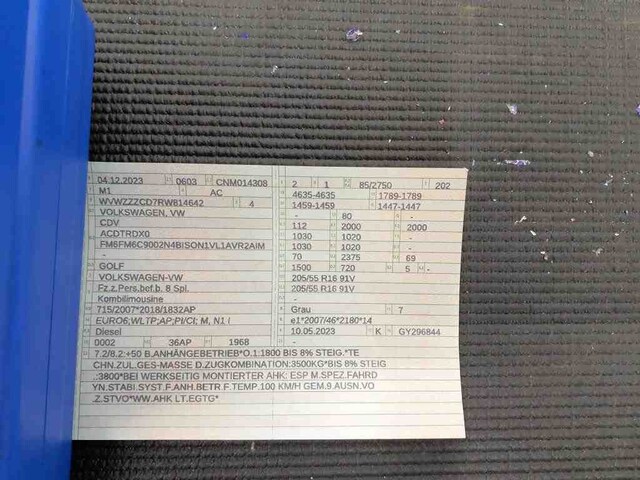 04.12.2023 0603 CNM014308
M1 AC
WVWZZZCD7RW814642 4
VOLKSWAGEN, VW
CDV
ACDTRDX0
FM6FM6C9002N4BISON1VL1AVR2AIM
-
GOLF
VOLKSWAGEN-VW
Fz.z.Pers.bef.b. 8 Spl.
Kombilimousine
715/2007*2018/1832AP
EURO6;WLTP;AP;PI/CI; M, N1 I
Diesel
0002 36AP 1968
2 1 85/2750 202
4635-4635 1789-1789
1459-1459 1447-1447
- 80 -
112 2000 2000
1030 1020 -
1030 1020 -
70 2375 69
1500 720 5 -
205/55 R16 91V
205/55 R16 91V
-
-
Grau 7
e1*2007/46*2180*14
10.05.2023 K GY296844
-
7.2/8.2:+50 B.ANHÄNGEBETRIEB*O.1:1800 BIS 8% STEIG.*TE
CHN.ZUL.GES-MASSE D.ZUGKOMBINATION:3500KG*BIS 8% STEIG
.:3800*BEI WERKSEITIG MONTIERTER AHK: ESP M.SPEZ.FAHRD
YN.STABI.SYST.F.ANH.BETR.F.TEMP.100 KM/H GEM.9.AUSN.VO
.Z.STVO*WW.AHK LT.EGTG*